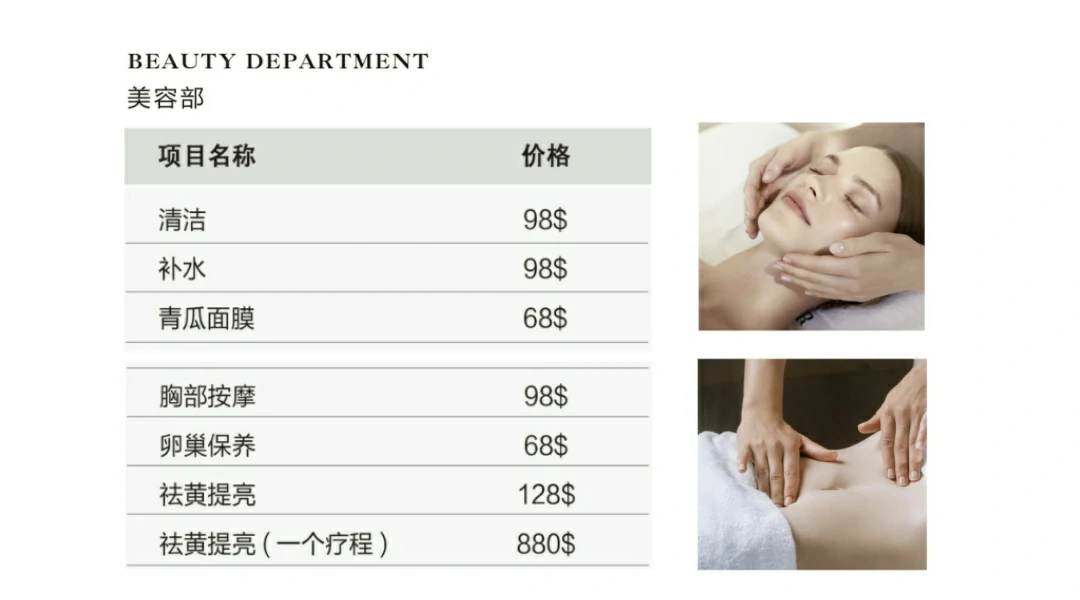 BEAUTY DEPARTMENT
美容部
项目名称 价格
清洁 98$
补水 98$
青瓜面膜 68$
胸部按摩 98$
卵巢保养 68$
祛黄提亮 128$
祛黄提亮 ( 一个疗程 ) 880$